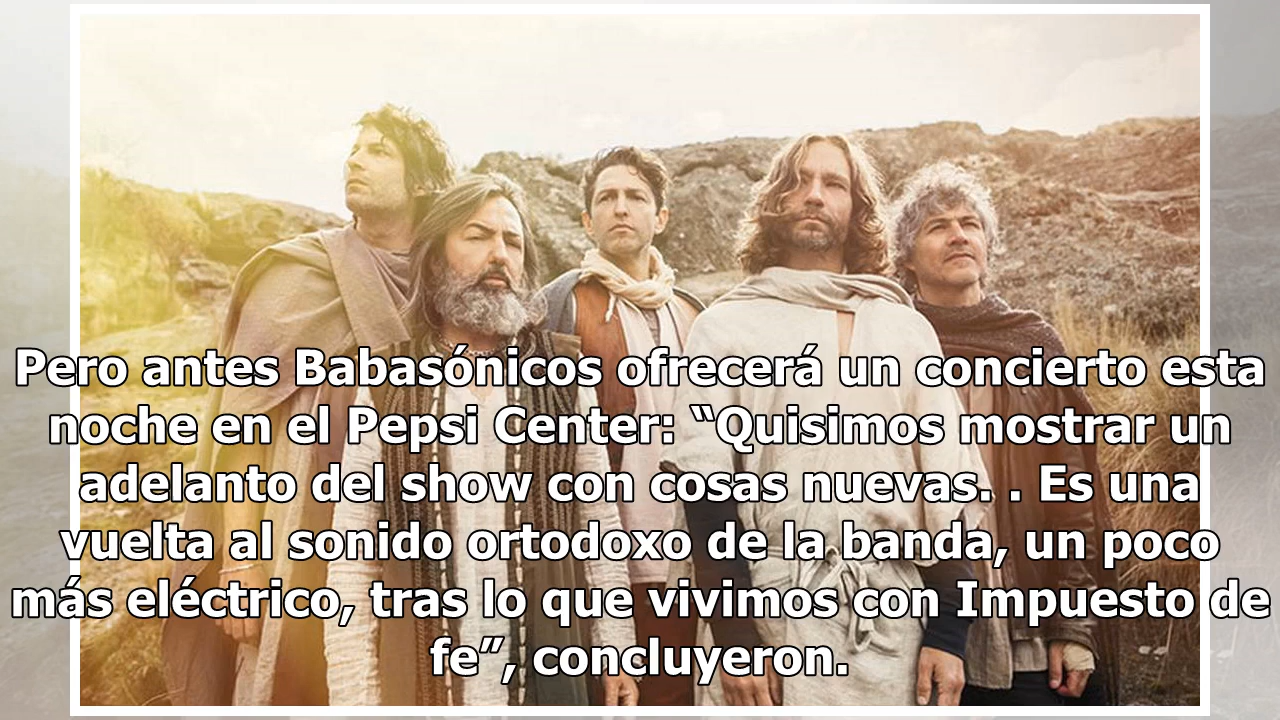 Pero antes Babasónicos ofrecerá un concierto esta
noche en el Pepsi Center: “Quisimos mostrar un
adelanto del show con cosas nuevas. . Es una
vuelta al sonido ortodoxo de la banda, un poco
más eléctrico, tras lo que vivimos con Impuesto de
fe”, concluyeron.